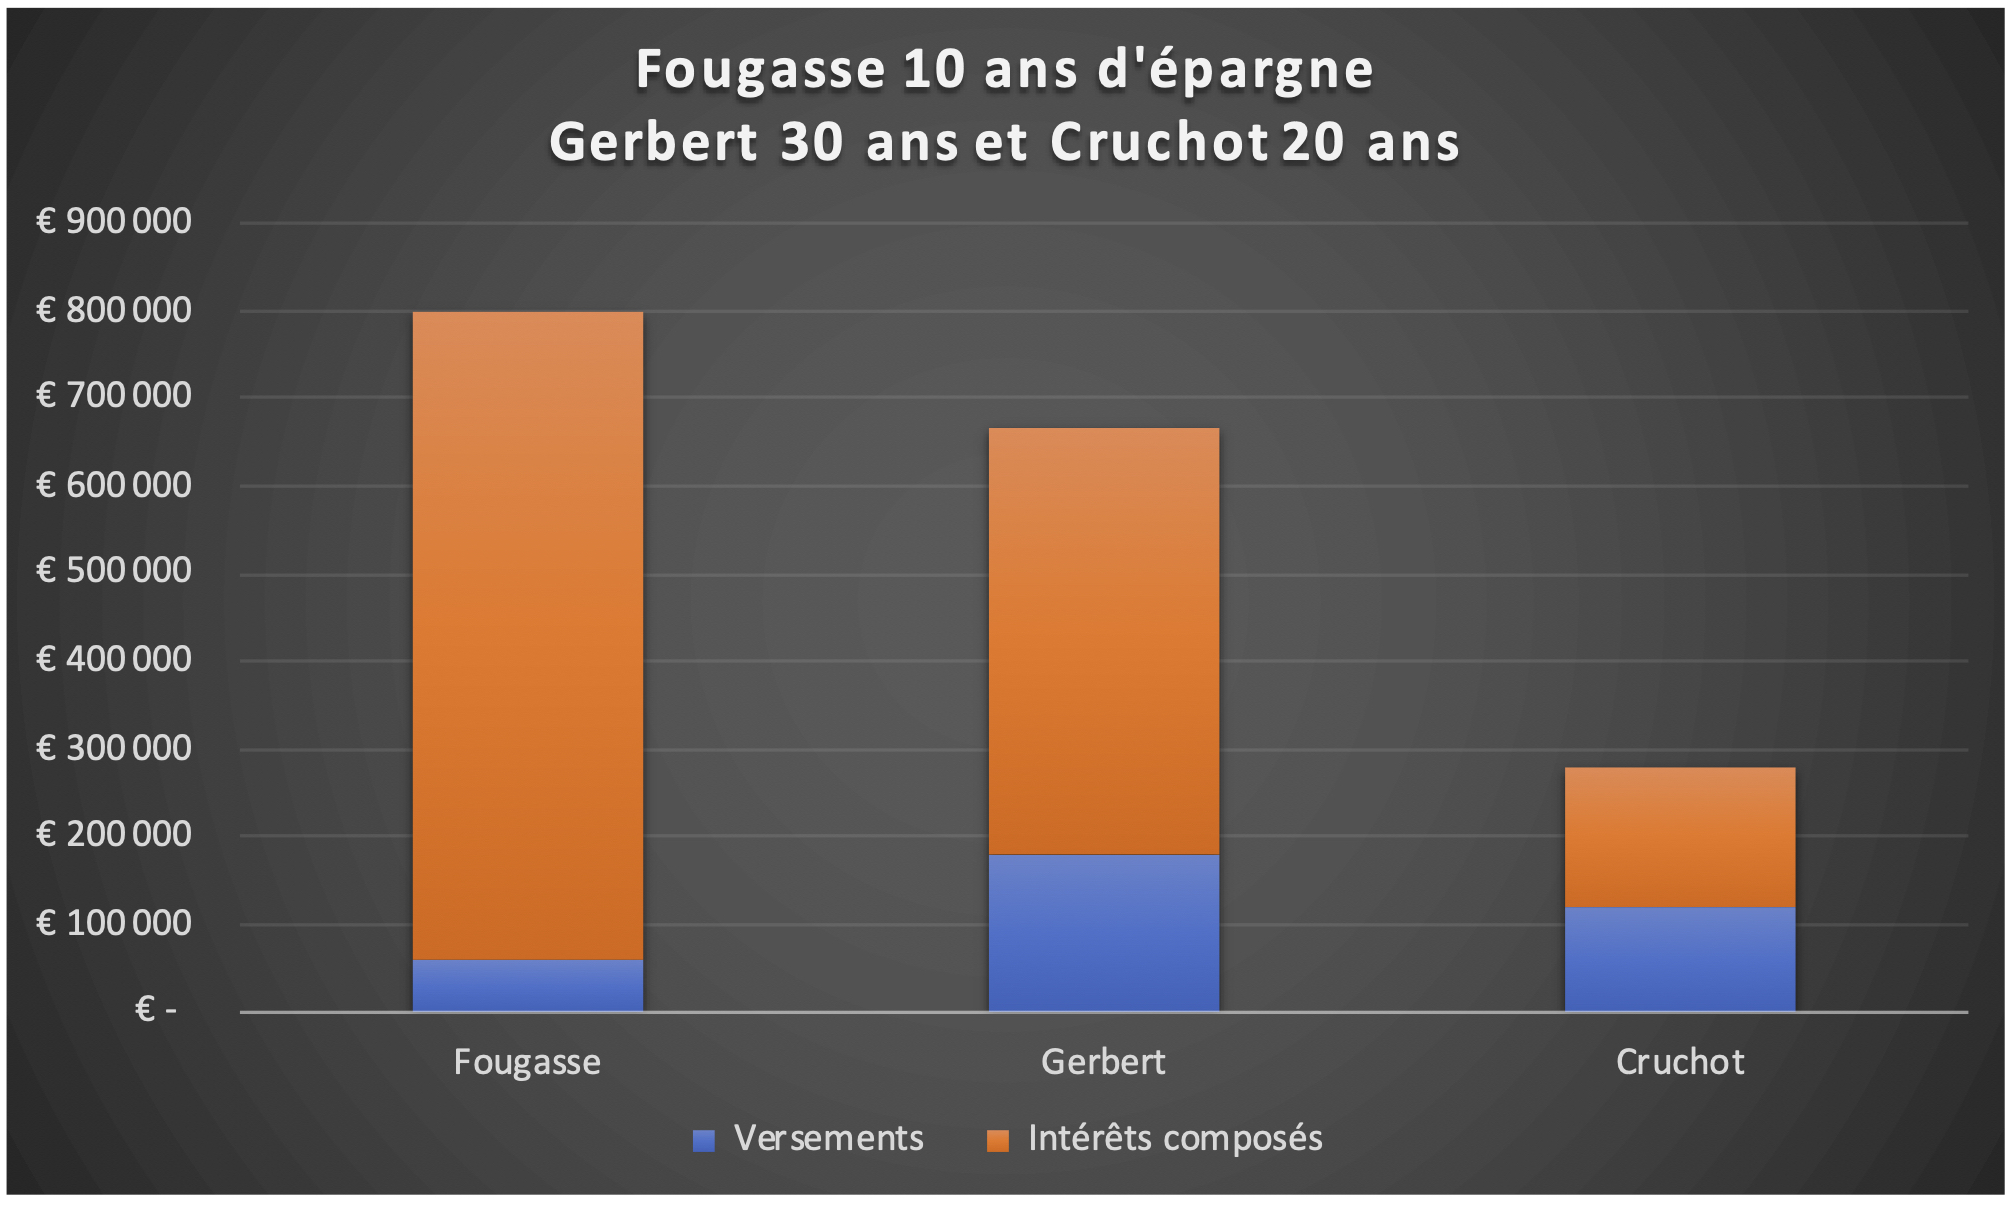 Fougasse 10 ans d'épargne
Gerbert 30 ans et Cruchot 20 ans
€ 900 000
€ 800 000
€ 700 000
€ 600 000
€ 500 000
€ 400 000
€ 300 000
€ 200 000
€ 100 000
€ -
Fougasse Gerbert Cruchot
Versements Intérêts composés